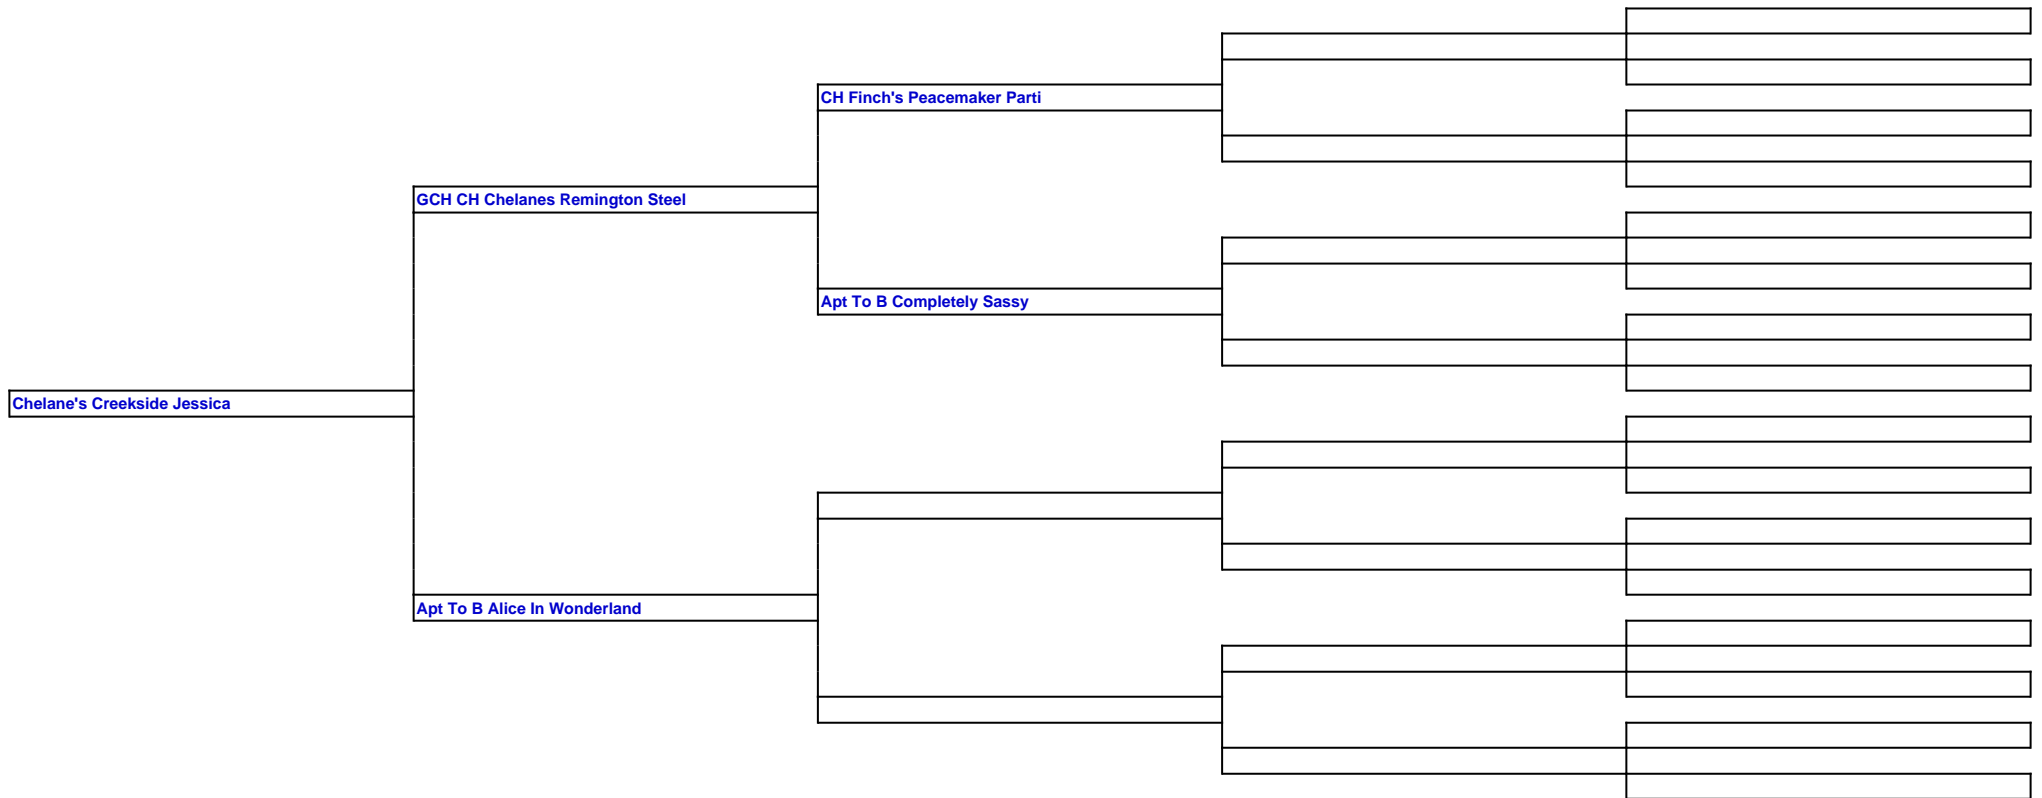 CH Finch's Peacemaker Parti
GCH CH Chelanes Remington Steel
Apt To B Completely Sassy
Chelane's Creekside Jessica
Apt To B Alice In Wonderland